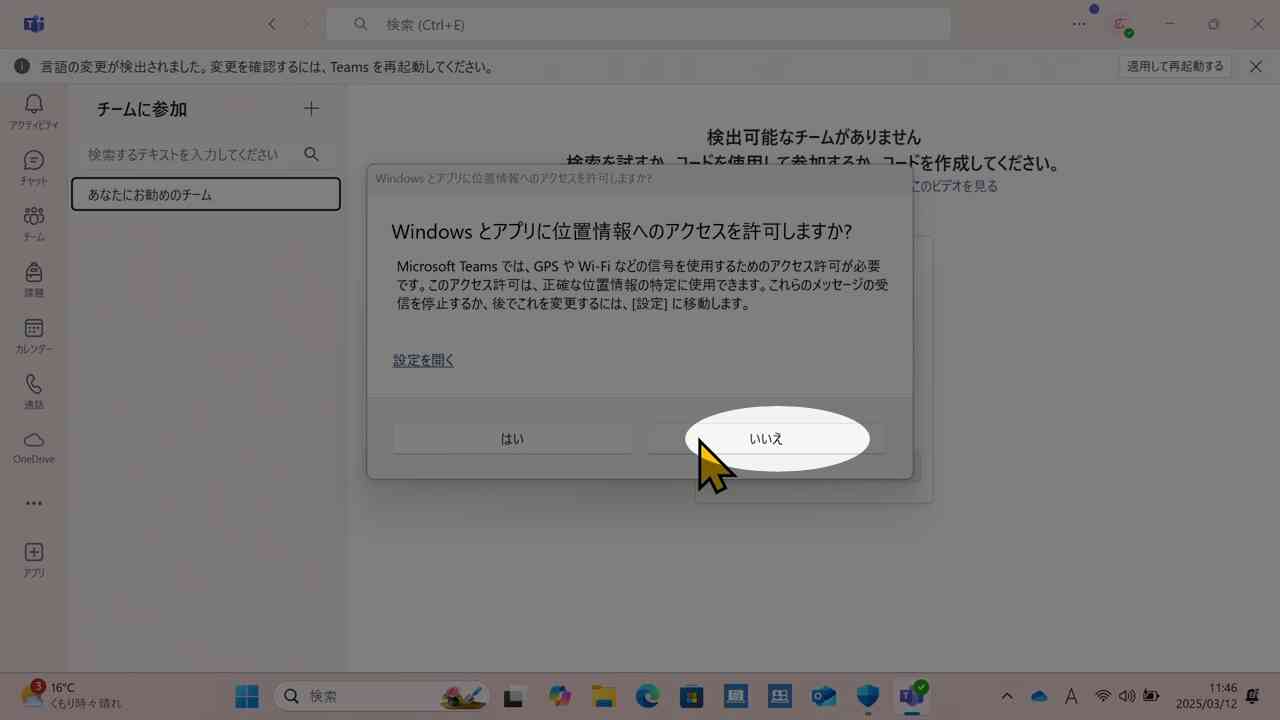 検索 (Ctrl+E)
言語の変更が検出されました。変更を確認するには、Teams を再起動してください。
適用して再起動する
アクティビティ
チャット
チーム
課題
カレンダー
通話
OneDrive
アプリ
チームに参加
検索するテキストを入力してください
あなたにお勧めのチーム
検出可能なチームがありません
検索を試すか、コードを使用して参加するか、コードを作成してください。
このビデオを見る
Windows とアプリに位置情報へのアクセスを許可しますか?
Windows とアプリに位置情報へのアクセスを許可しますか?
Microsoft Teams では、GPS や Wi-Fi などの信号を使用するためのアクセス許可が必要
です。このアクセス許可は、正確な位置情報の特定に使用できます。これらのメッセージの受
信を停止するか、後でこれを変更するには、[設定] に移動します。
設定を開く
はい
いいえ
3
16°C
くもり時々晴れ
検索
A
11:46
2025/03/12